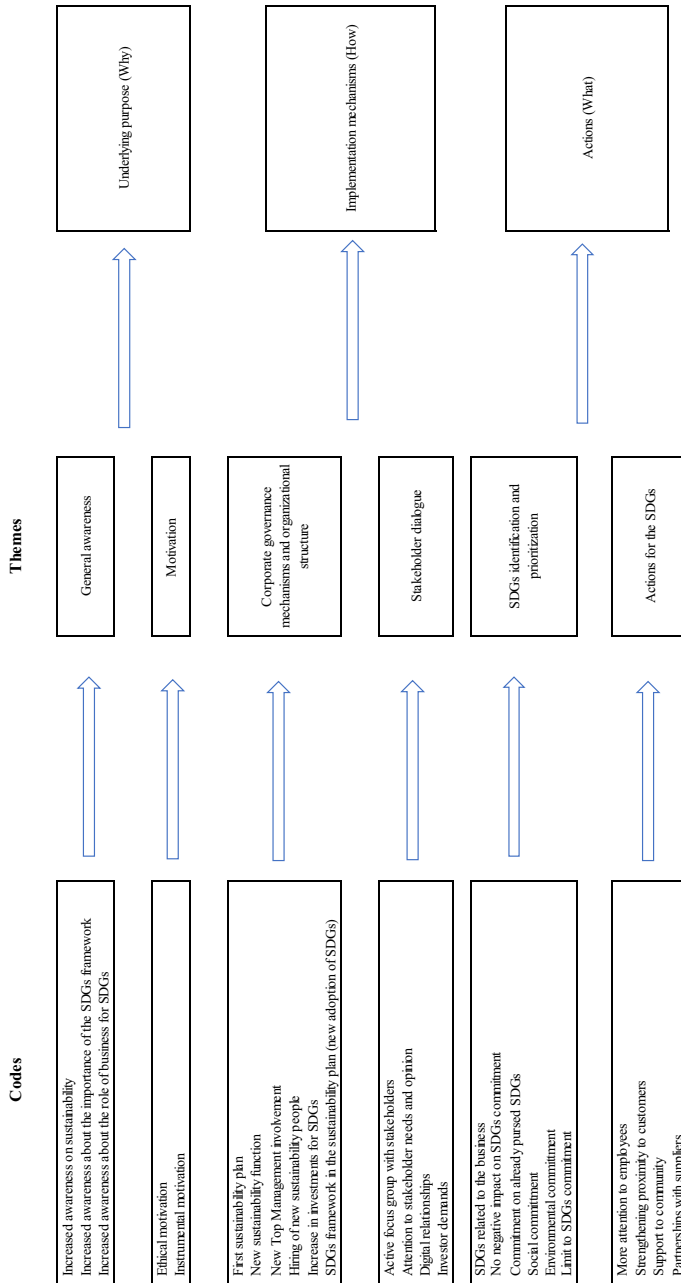 Codes
Themes
Increased awareness on sustainability
Increased awareness about the importance of the SDGs framework
Increased awareness about the role of business for SDGs
General awareness
Underlying purpose (Why)
Ethical motivation
Instrumental motivation
Motivation
First sustainability plan
New sustainability function
New Top Management involvement
Hiring of new sustainability people
Increase in investments for SDGs
SDGs framework in the sustainability plan (new adoption of SDGs)
Corporate governance
mechanisms and organizational
structure
Implementation mechanisms (How)
Active focus group with stakeholders
Attention to stakeholder needs and opinion
Digital relationships
Investor demands
Stakeholder dialogue
SDGs related to the business
No negative impact on SDGs commitment
Commitment on already pursed SDGs
Social committment
Environmental committment
Limit to SDGs commitment
SDGs identification and
prioritization
Actions (What)
More attention to employees
Strengthening proximity to customers
Support to community
Partnerships with suppliers
Actions for the SDGs